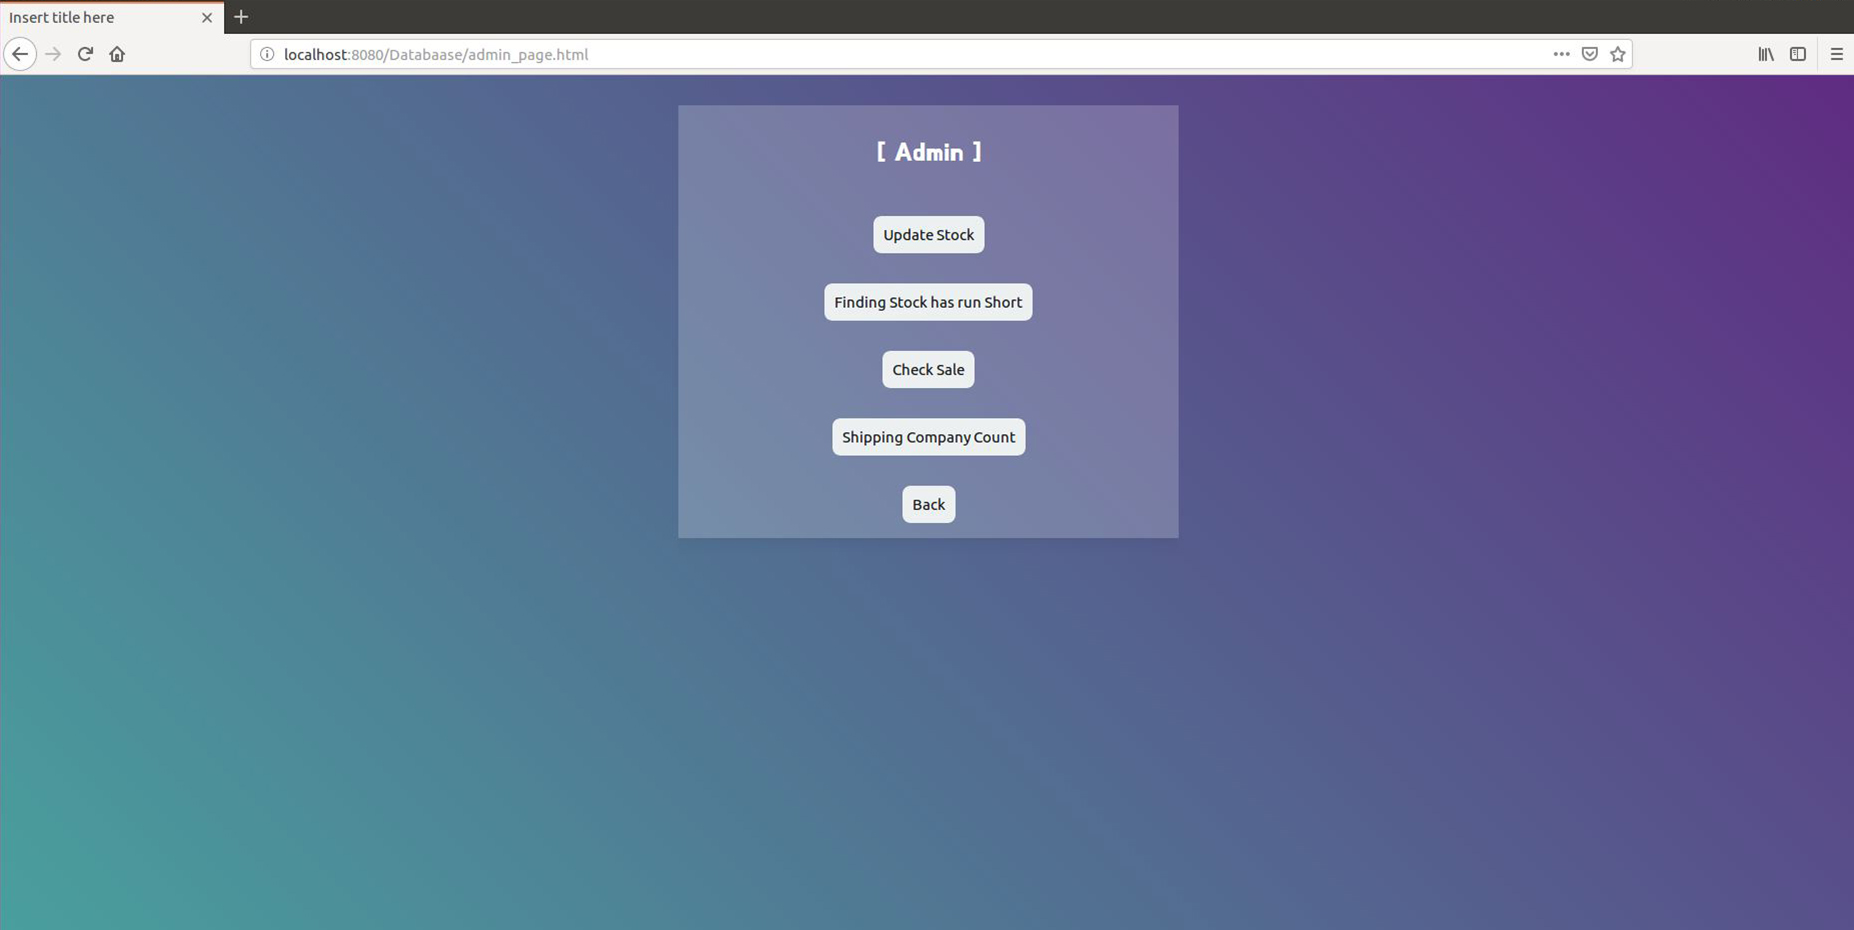 Insert title here
localhost:8080/Databaase/admin_page.html
[ Admin ]
Update Stock
Finding Stock has run Short
Check Sale
Shipping Company Count
Back